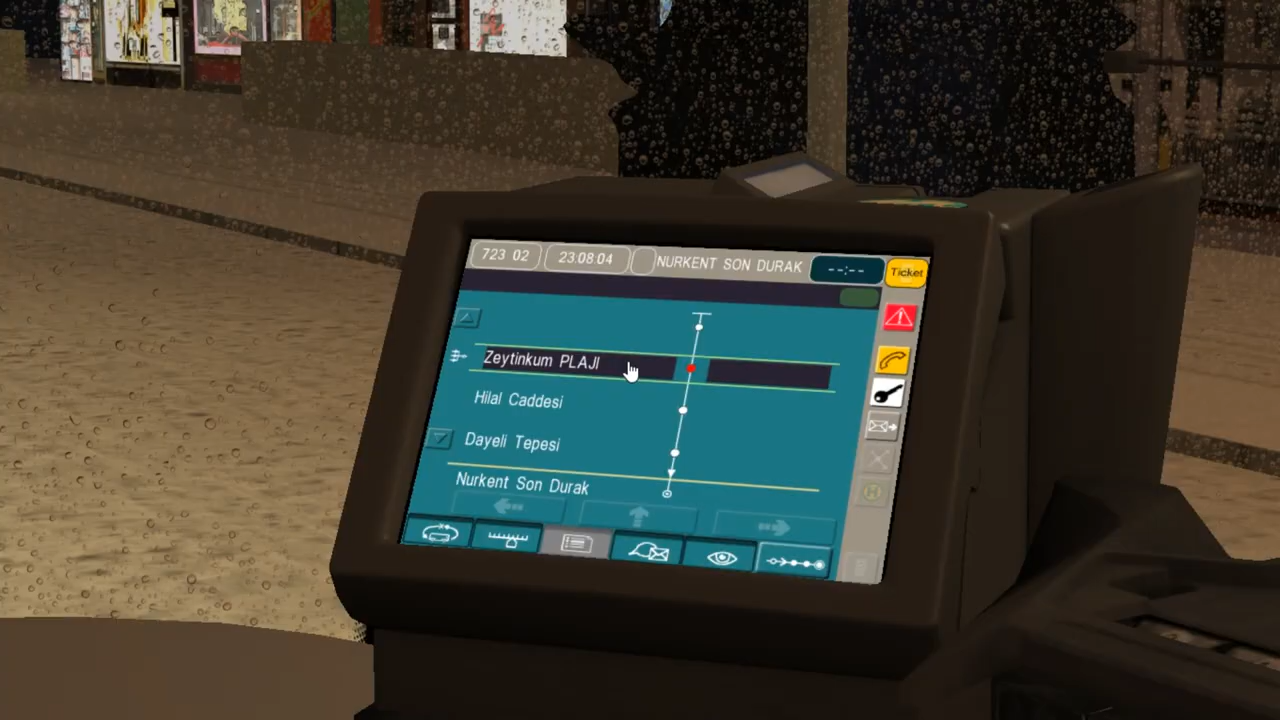 723 02
23:08:04
NURKENT SON DURAK
--:--
Ticket
Zeytinkum PLAJI
Hilal Caddesi
Dayeli Tepesi
Nurkent Son Durak
H